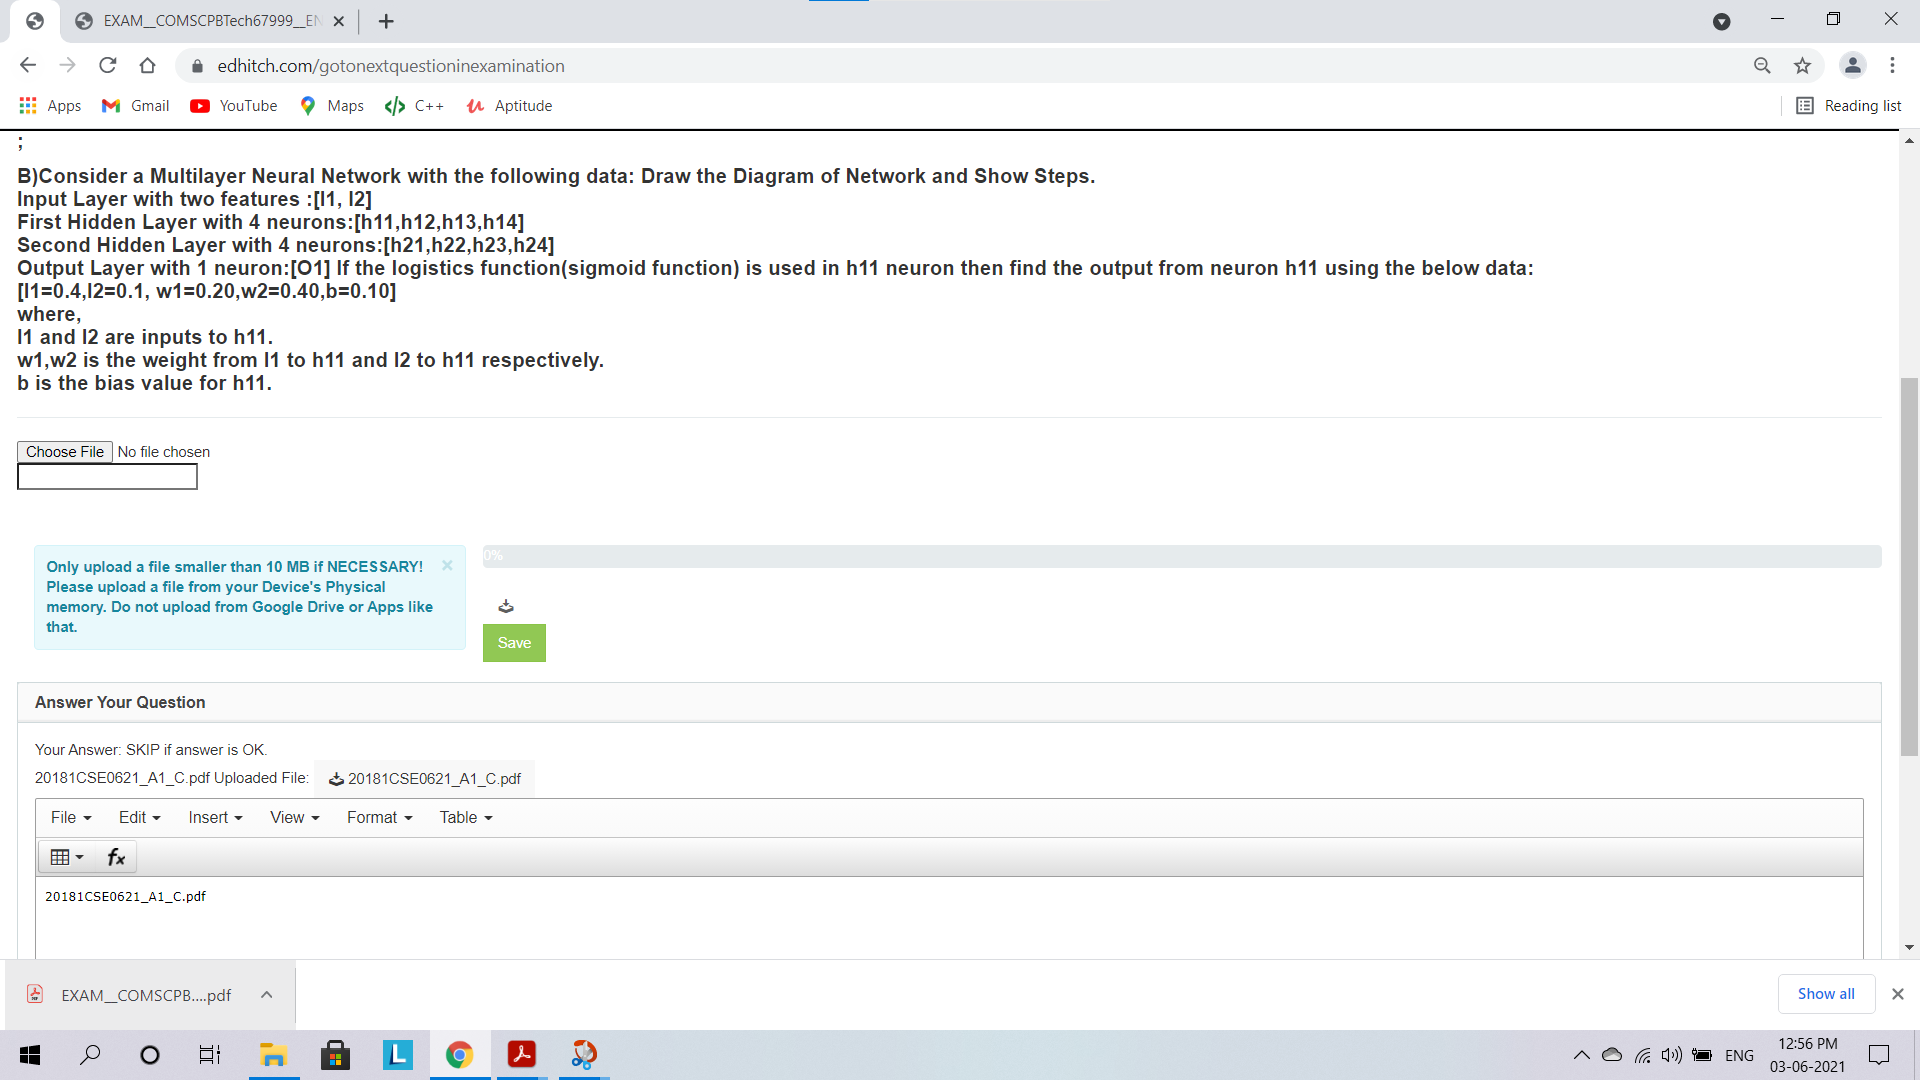 EXAM__COMSCPBTech67999__EN
edhitch.com/gotonextquestioninexamination
Apps Gmail YouTube Maps C++ Aptitude Reading list
;
B)Consider a Multilayer Neural Network with the following data: Draw the Diagram of Network and Show Steps.
Input Layer with two features :[I1, I2]
First Hidden Layer with 4 neurons:[h11,h12,h13,h14]
Second Hidden Layer with 4 neurons:[h21,h22,h23,h24]
Output Layer with 1 neuron:[O1] If the logistics function(sigmoid function) is used in h11 neuron then find the output from neuron h11 using the below data:
[I1=0.4,I2=0.1, w1=0.20,w2=0.40,b=0.10]
where,
I1 and I2 are inputs to h11.
w1,w2 is the weight from I1 to h11 and I2 to h11 respectively.
b is the bias value for h11.
Choose File No file chosen
Only upload a file smaller than 10 MB if NECESSARY! ×
Please upload a file from your Device's Physical
memory. Do not upload from Google Drive or Apps like
that.
0%
Save
Answer Your Question
Your Answer: SKIP if answer is OK.
20181CSE0621_A1_C.pdf Uploaded File: 20181CSE0621_A1_C.pdf
File Edit Insert View Format Table
fx
20181CSE0621_A1_C.pdf
EXAM__COMSCPB....pdf Show all
L ENG 12:56 PM
03-06-2021